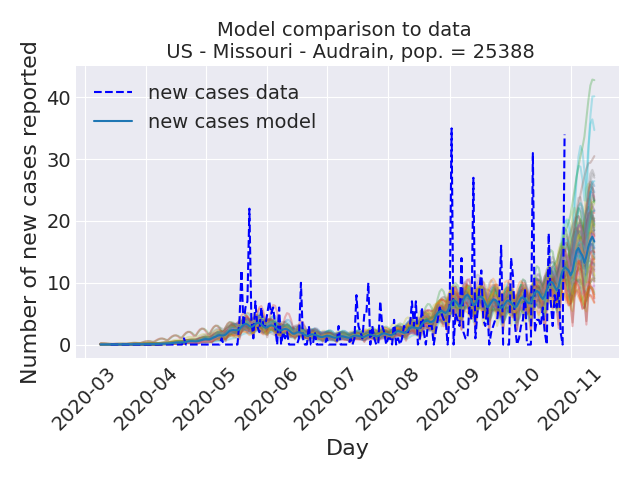 Model comparison to data
US - Missouri - Audrain, pop. = 25388
Number of new cases reported
40
30
20
10
0
new cases data
new cases model
2020-03
2020-04
2020-05
2020-06
2020-07
2020-08
2020-09
2020-10
2020-11
Day